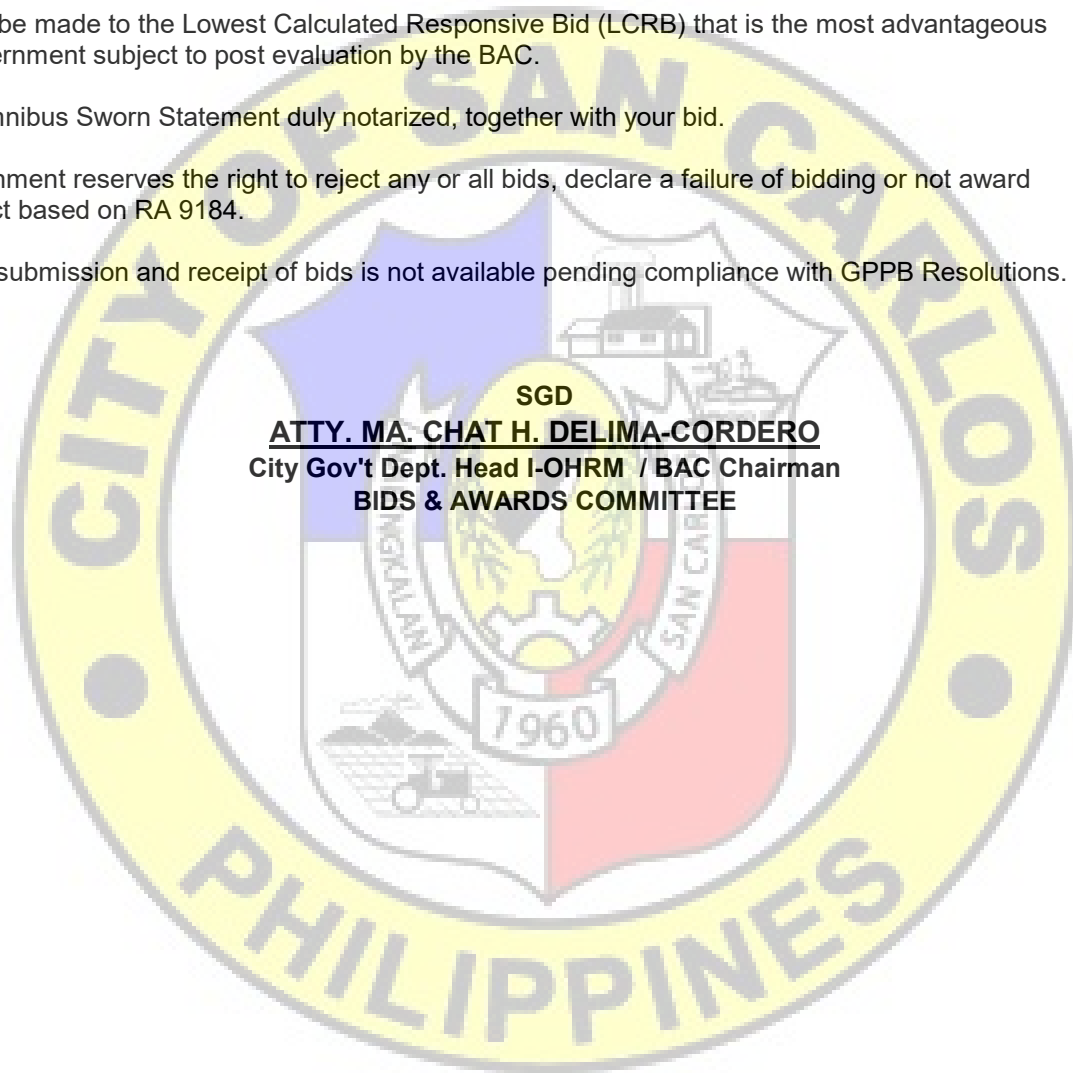 be made to the Lowest Calculated Responsive Bid (LCRB) that is the most advantageous
ernment subject to post evaluation by the BAC.
nnibus Sworn Statement duly notarized, together with your bid.
nment reserves the right to reject any or all bids, declare a failure of bidding or not award
ct based on RA 9184.
submission and receipt of bids is not available pending compliance with GPPB Resolutions.
SGD
ATTY. MA. CHAT H. DELIMA-CORDERO
City Gov't Dept. Head I-OHRM / BAC Chairman
BIDS & AWARDS COMMITTEE
CITY OF SAN CARLOS
PHILIPPINES
SAN CARLOS
1960